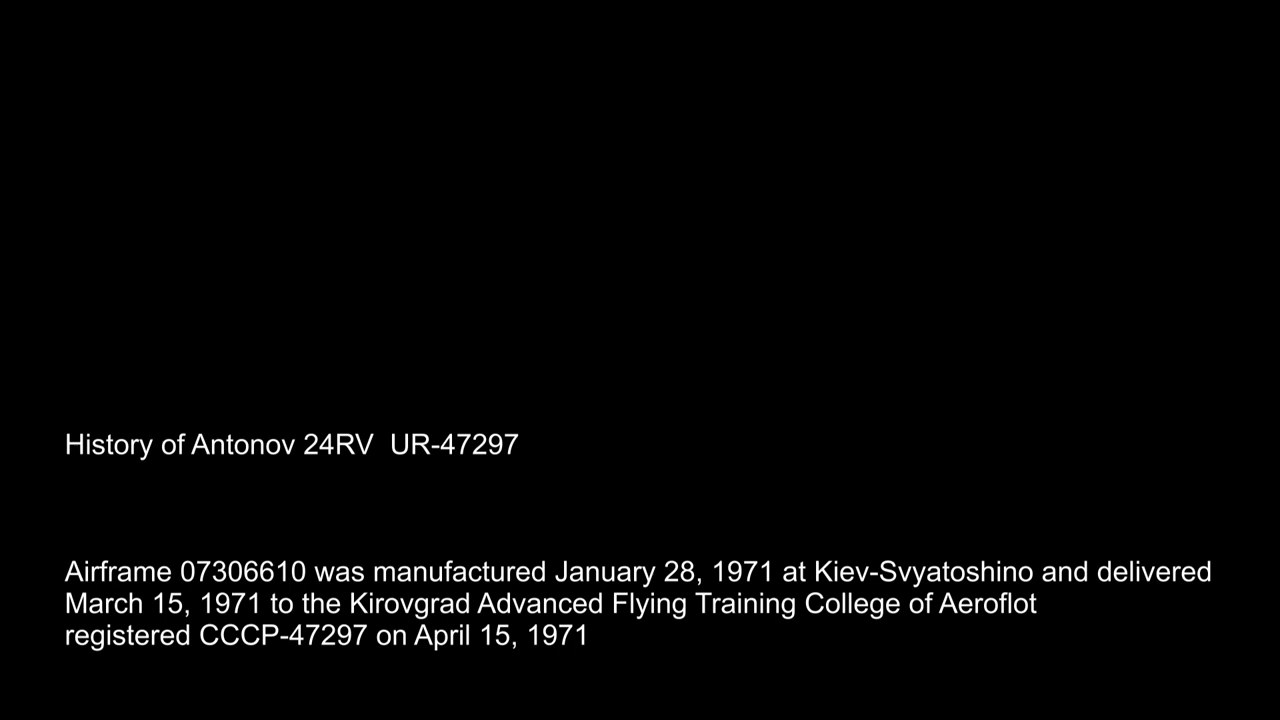 History of Antonov 24RV  UR-47297
Airframe 07306610 was manufactured January 28, 1971 at Kiev-Svyatoshino and delivered
March 15, 1971 to the Kirovgrad Advanced Flying Training College of Aeroflot
registered CCCP-47297 on April 15, 1971